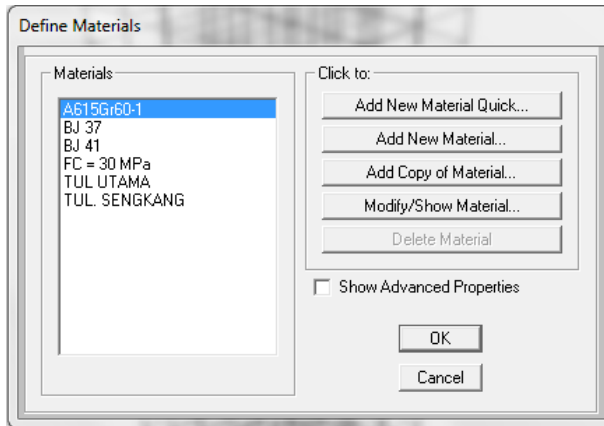 Define Materials
Materials
A615Gr60-1
BJ 37
BJ 41
FC = 30 MPa
TUL UTAMA
TUL. SENGKANG
Click to:
Add New Material Quick...
Add New Material...
Add Copy of Material...
Modify/Show Material...
Delete Material
Show Advanced Properties
OK
Cancel